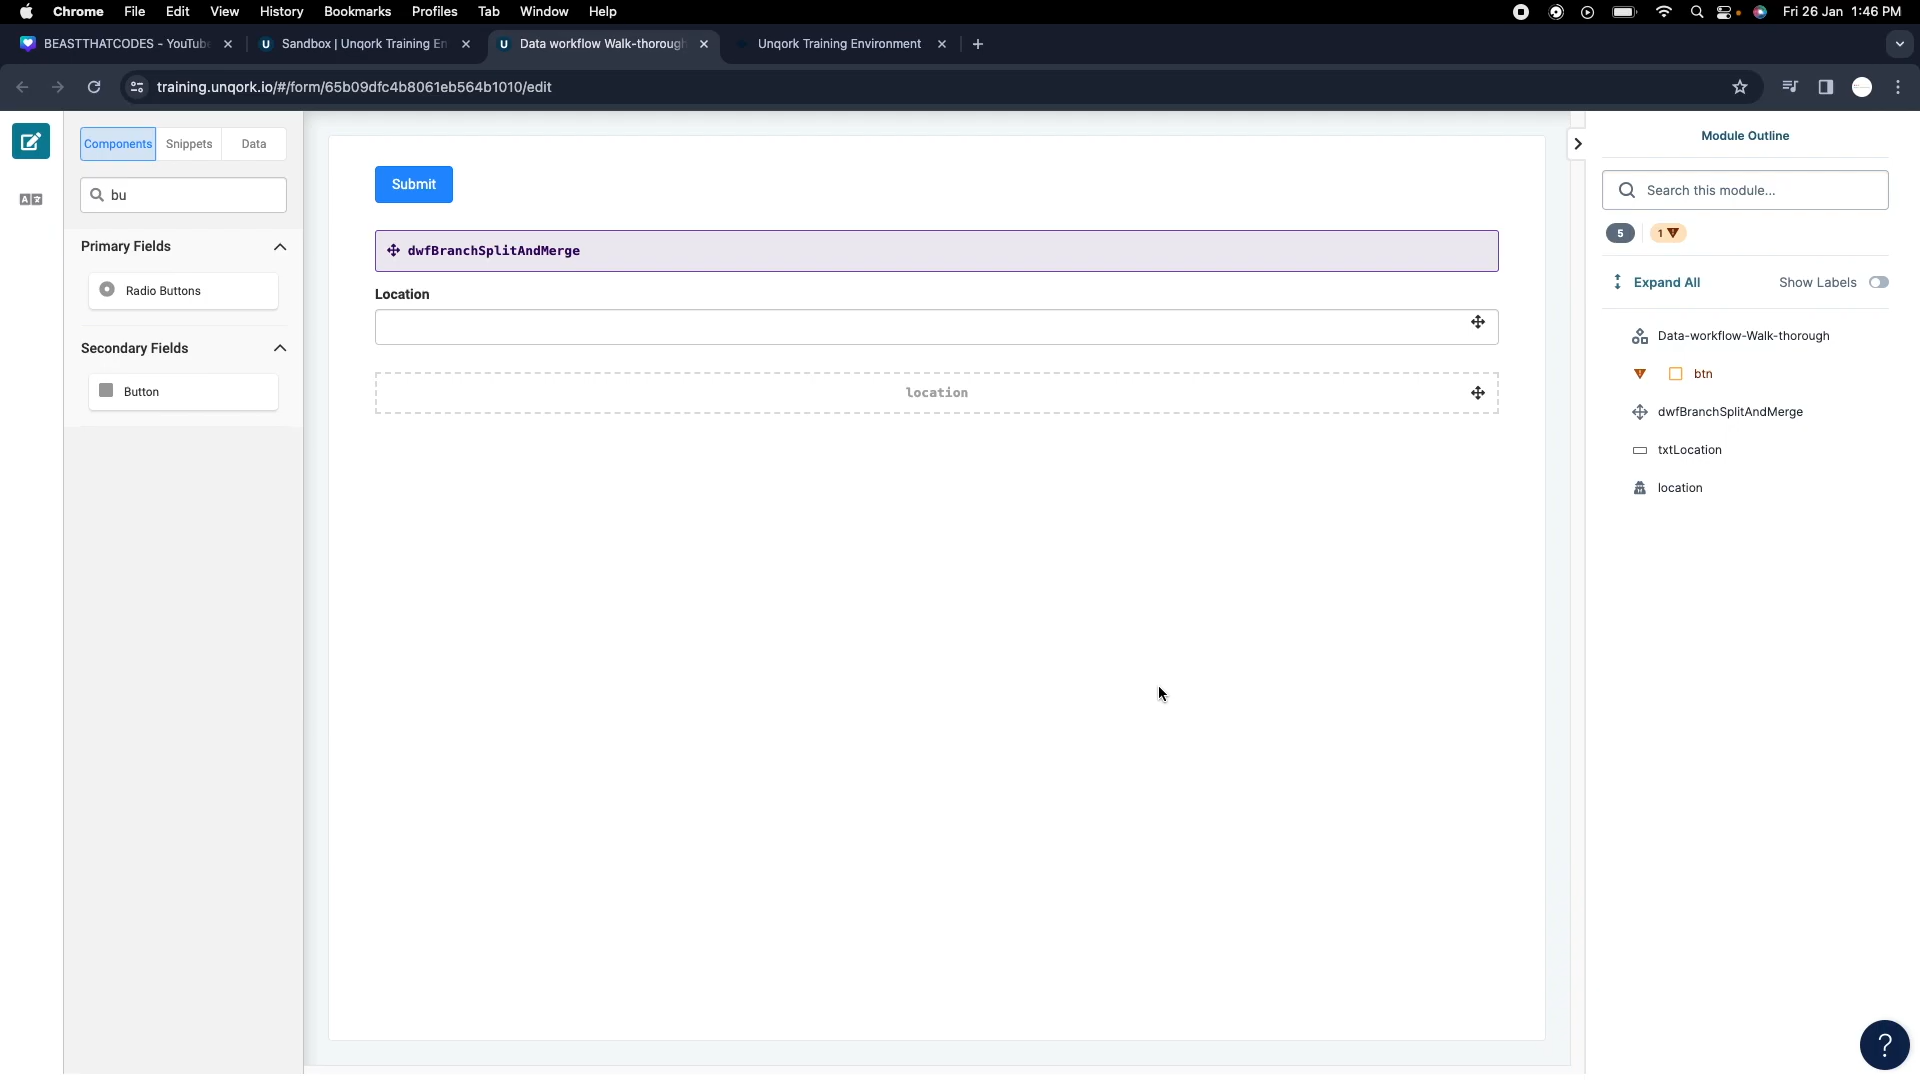 Chrome File Edit View History Bookmarks Profiles Tab Window Help Fri 26 Jan 1:46 PM
BEASTTHATCODES - YouTube Sandbox | Unqork Training En Data workflow Walk-thorough Unqork Training Environment
training.unqork.io/#/form/65b09dfc4b8061eb564b1010/edit
Components Snippets Data
bu
Primary Fields
Radio Buttons
Secondary Fields
Button
Submit
dwfBranchSplitAndMerge
Location
location
Module Outline
Search this module...
5 1
Expand All Show Labels
Data-workflow-Walk-thorough
btn
dwfBranchSplitAndMerge
txtLocation
location
?